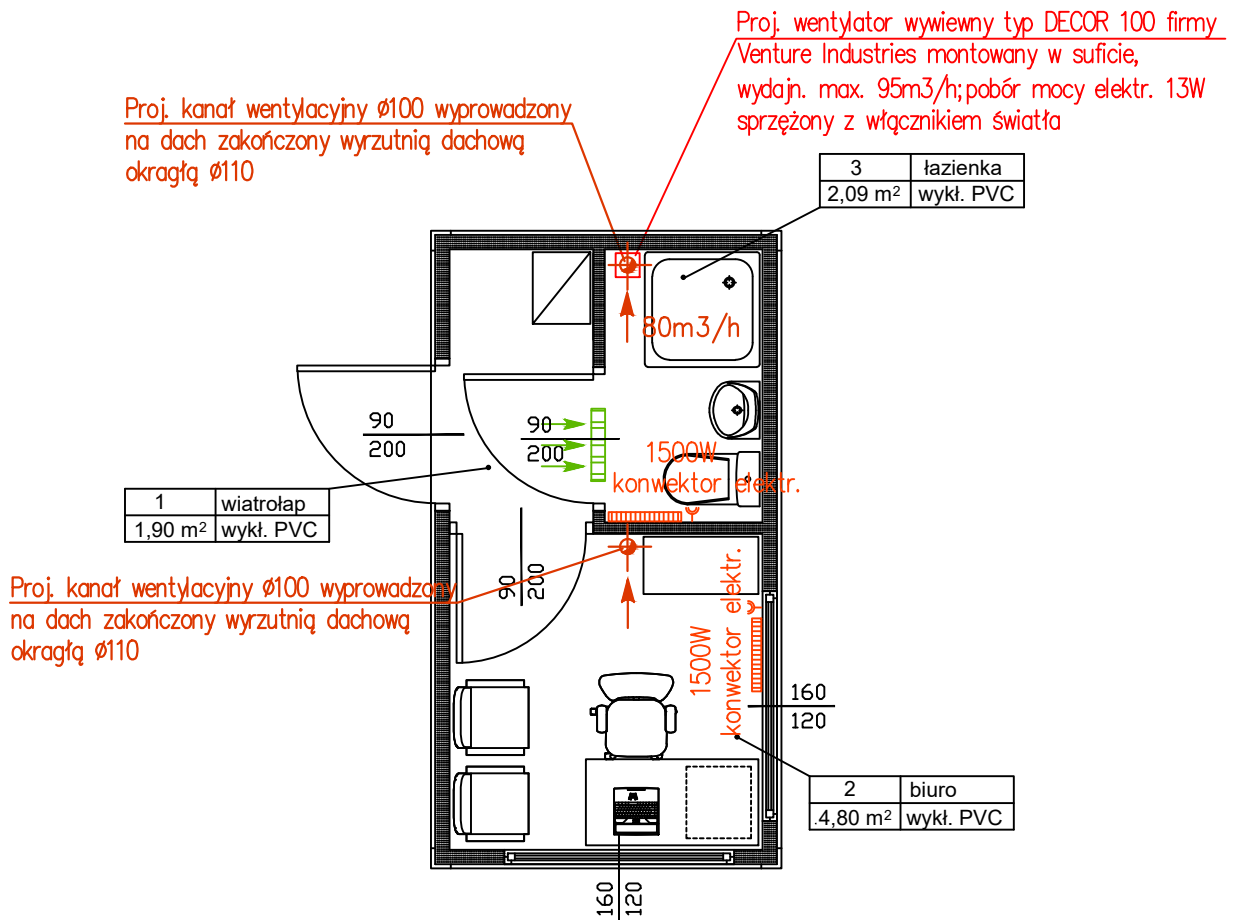 Proj. wentylator wywiewny typ DECOR 100 firmy
Venture Industries montowany w suficie,
wydajn. max. 95m3/h; pobór mocy elektr. 13W
sprzężony z włącznikiem światła
Proj. kanał wentylacyjny Ø100 wyprowadzony
na dach zakończony wyrzutnią dachową
okragłą Ø110
3 łazienka
2,09 m² wykł. PVC
80m3/h
90
200
90
200
1500W
konwektor elektr.
1 wiatrołap
1,90 m² wykł. PVC
90
200
Proj. kanał wentylacyjny Ø100 wyprowadzony
na dach zakończony wyrzutnią dachową
okragłą Ø110
1500W
konwektor elektr.
160
120
2 biuro
.4,80 m² wykł. PVC
160
120